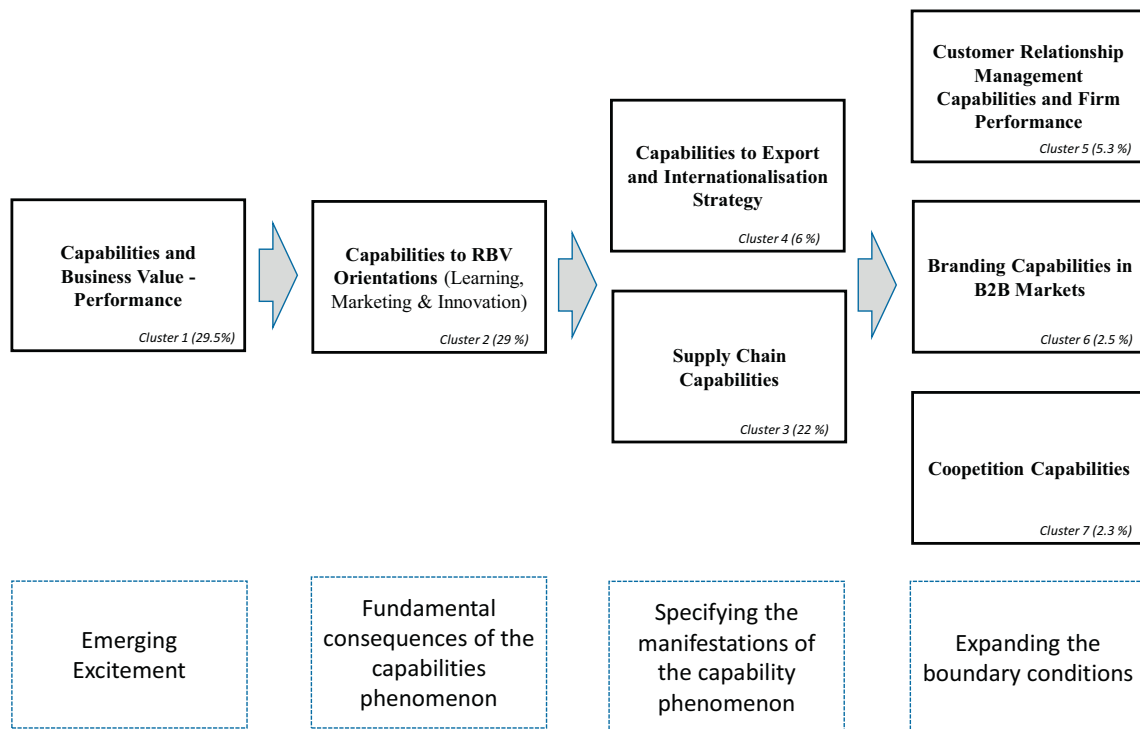 Capabilities and
Business Value -
Performance
Cluster 1 (29.5%)
Capabilities to RBV
Orientations (Learning,
Marketing & Innovation)
Cluster 2 (29 %)
Capabilities to Export
and Internationalisation
Strategy
Cluster 4 (6 %)
Supply Chain
Capabilities
Cluster 3 (22 %)
Customer Relationship
Management
Capabilities and Firm
Performance
Cluster 5 (5.3 %)
Branding Capabilities in
B2B Markets
Cluster 6 (2.5 %)
Coopetition Capabilities
Cluster 7 (2.3 %)
Emerging
Excitement
Fundamental
consequences of the
capabilities
phenomenon
Specifying the
manifestations of
the capability
phenomenon
Expanding the
boundary conditions